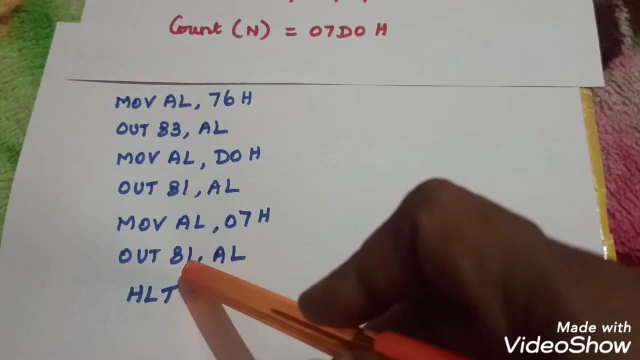 Count (N) = 07D0 H
MOV AL, 76 H
OUT 83, AL
MOV AL, D0 H
OUT 81, AL
MOV AL, 07H
OUT 81, AL
HLT
Made with
VideoShow